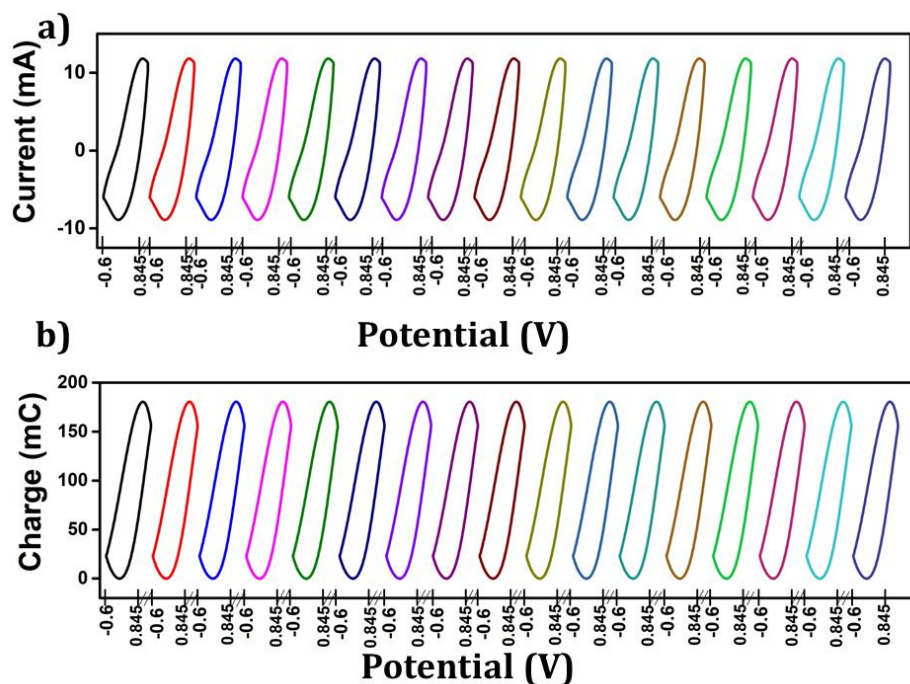 a)
Current (mA)
10
0
-10
-0.6 0.845 -0.6 0.845 -0.6 0.845 -0.6 0.845 -0.6 0.845 -0.6 0.845 -0.6 0.845 -0.6 0.845 -0.6 0.845 -0.6 0.845 -0.6 0.845 -0.6 0.845 -0.6 0.845 -0.6 0.845 -0.6 0.845 -0.6 0.845 -0.6 0.845
Potential (V)
b)
Charge (mC)
200
150
100
50
0
-0.6 0.845 -0.6 0.845 -0.6 0.845 -0.6 0.845 -0.6 0.845 -0.6 0.845 -0.6 0.845 -0.6 0.845 -0.6 0.845 -0.6 0.845 -0.6 0.845 -0.6 0.845 -0.6 0.845 -0.6 0.845 -0.6 0.845 -0.6 0.845 -0.6 0.845
Potential (V)